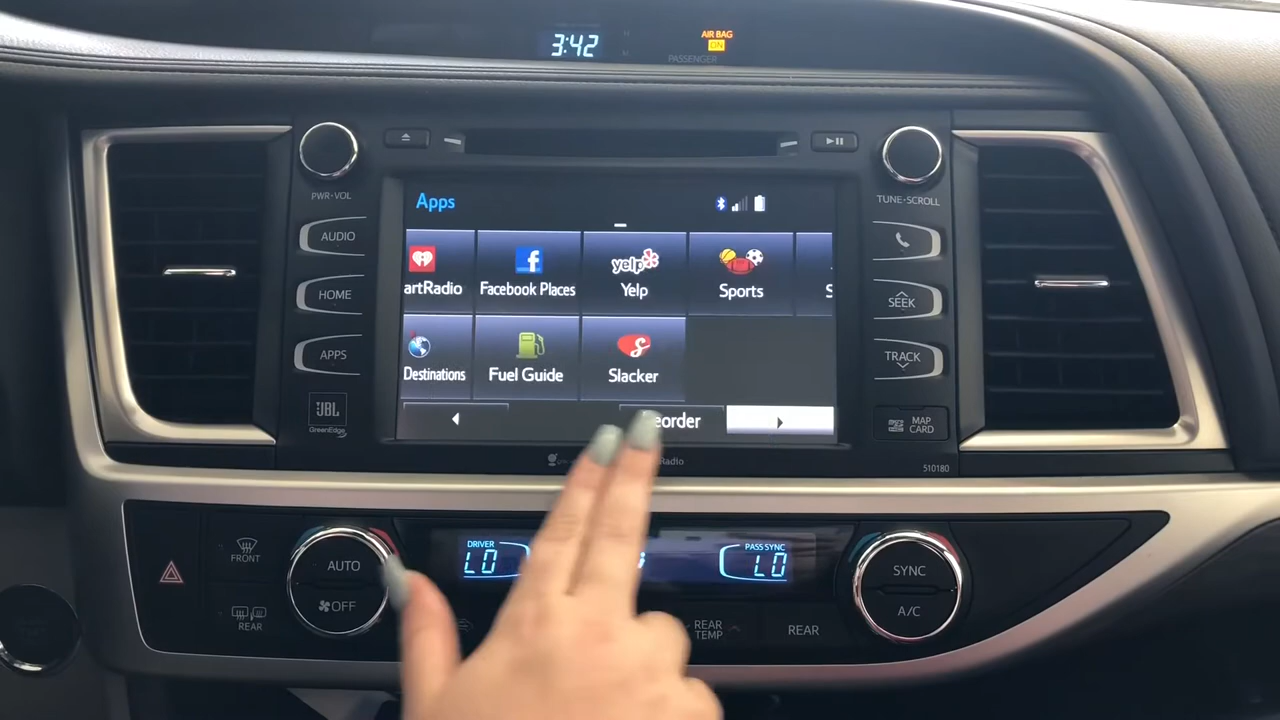 3:42
AIR BAG
ON
PASSENGER
PWR•VOL
TUNE•SCROLL
Apps
AUDIO
artRadio
Facebook Places
yelp
Yelp
Sports
S
HOME
SEEK
APPS
Destinations
Fuel Guide
Slacker
TRACK
JBL
GreenEdge
eorder
MAP
CARD
Radio
510180
DRIVER
LO
PASS SYNC
LO
FRONT
AUTO
OFF
SYNC
A/C
REAR
REAR
TEMP
REAR